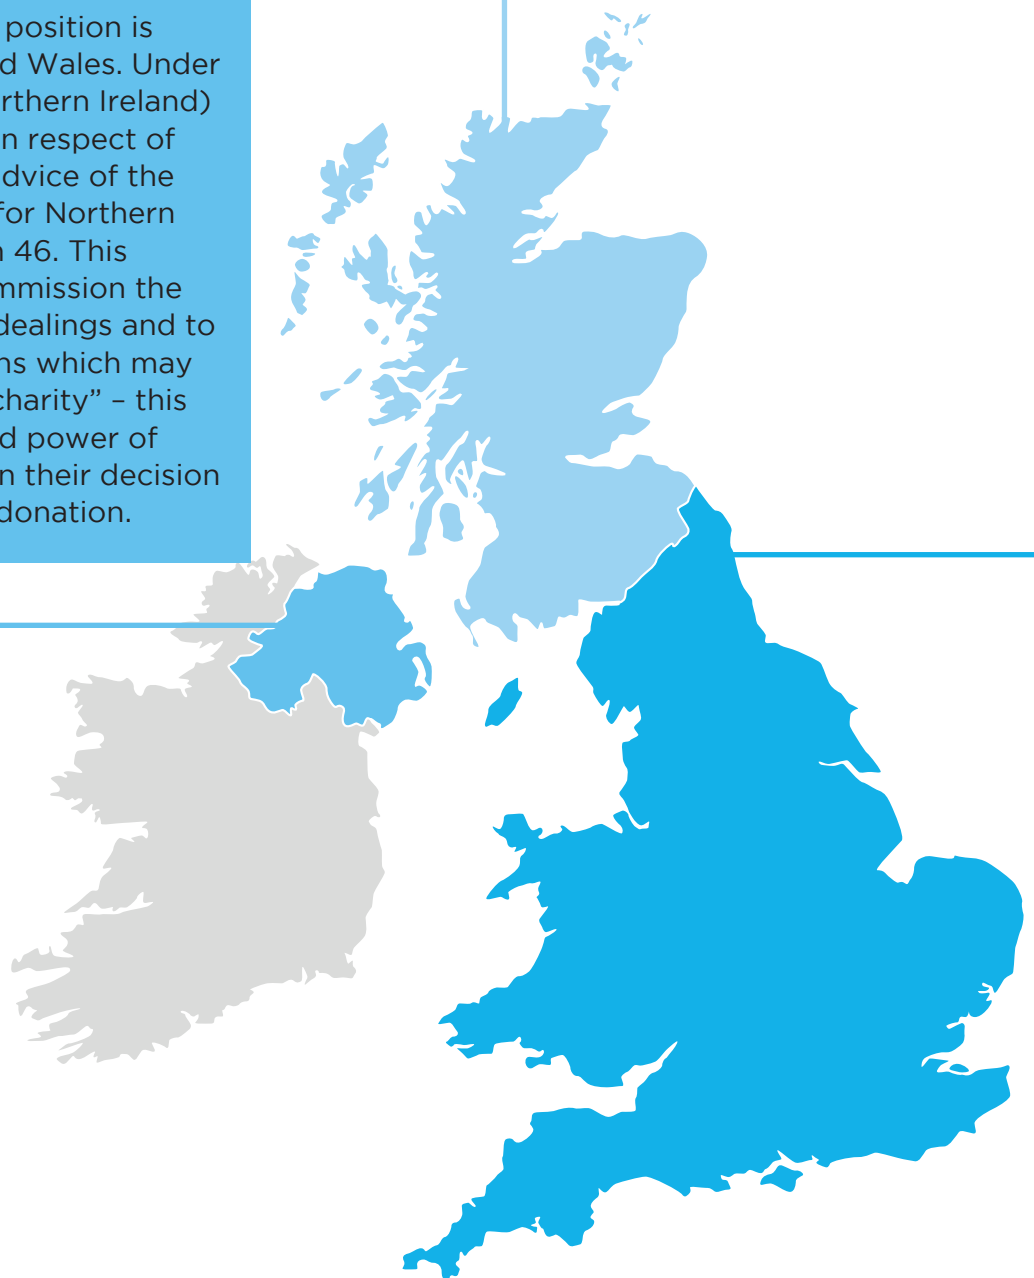 position is
d Wales. Under
rthern Ireland)
n respect of
dvice of the
for Northern
n 46. This
mmission the
dealings and to
ns which may
charity” – this
d power of
n their decision
donation.